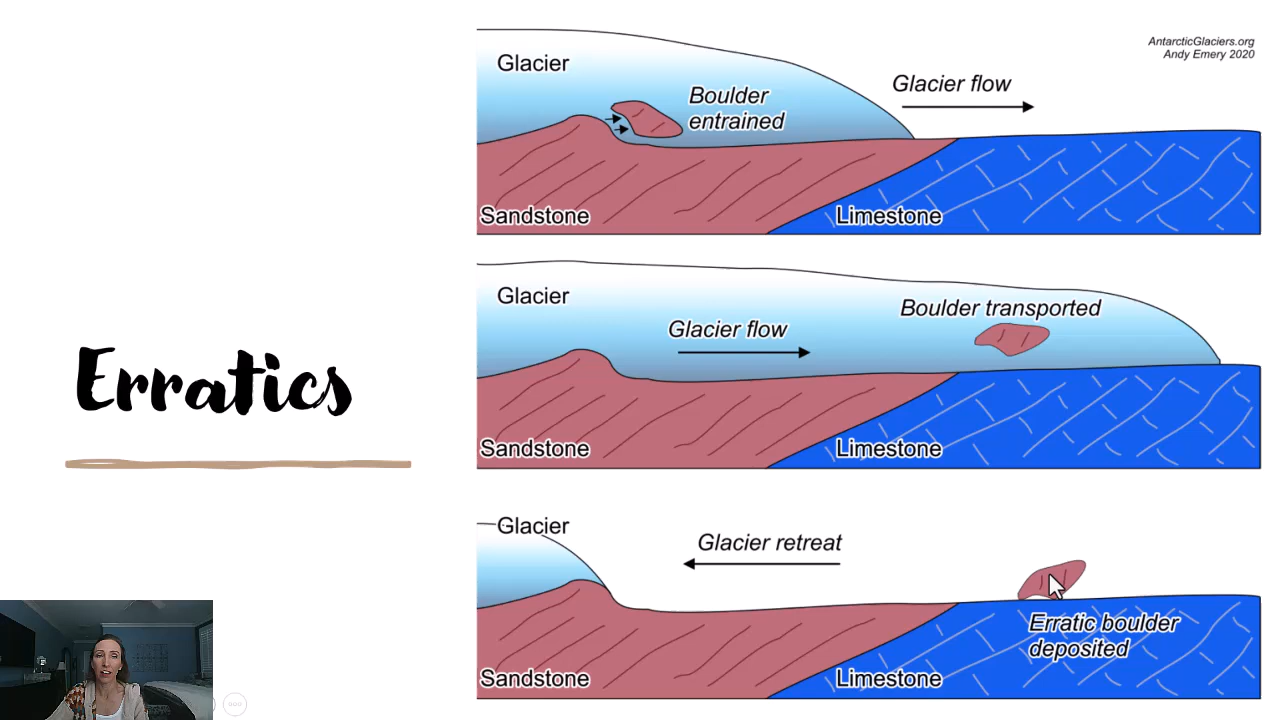 AntarcticGlaciers.org
Andy Emery 2020
Glacier
Boulder
entrained
Glacier flow
Sandstone
Limestone
Glacier
Glacier flow
Boulder transported
Sandstone
Limestone
Erratics
Glacier
Glacier retreat
Erratic boulder
deposited
Sandstone
Limestone